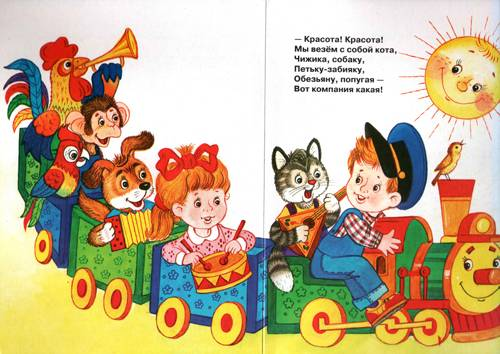 — Красота! Красота!
Мы везём с собой кота,
Чижика, собаку,
Петьку-забияку,
Обезьяну, попугая —
Вот компания какая!